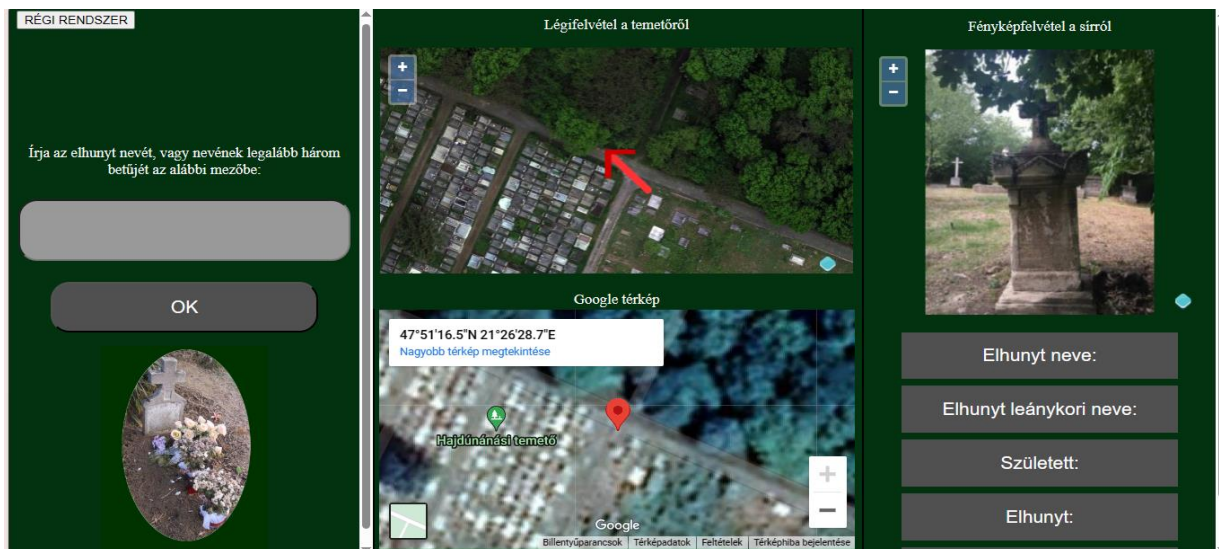 RÉGI RENDSZER
Írja az elhunyt nevét, vagy nevének legalább három
betűjét az alábbi mezőbe:
OK
Légifelvétel a temetőről
+
−
Google térkép
47°51'16.5"N 21°26'28.7"E
Nagyobb térkép megtekintése
Hajdúnánási temető
+
−
Google
Billentyűparancsok Térképadatok Feltételek Térképhiba bejelentése
Fényképfelvétel a sírról
+
−
Elhunyt neve:
Elhunyt leánykori neve:
Született:
Elhunyt: